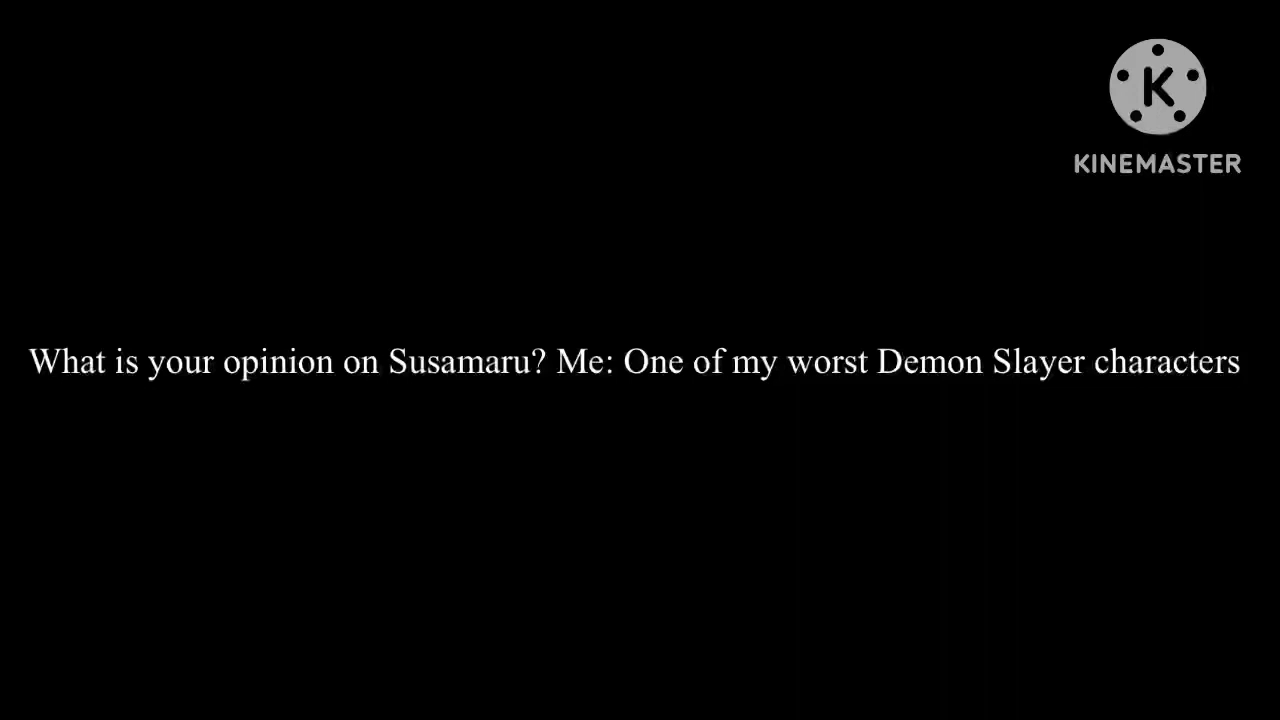 K
KINEMASTER
What is your opinion on Susamaru? Me: One of my worst Demon Slayer characters